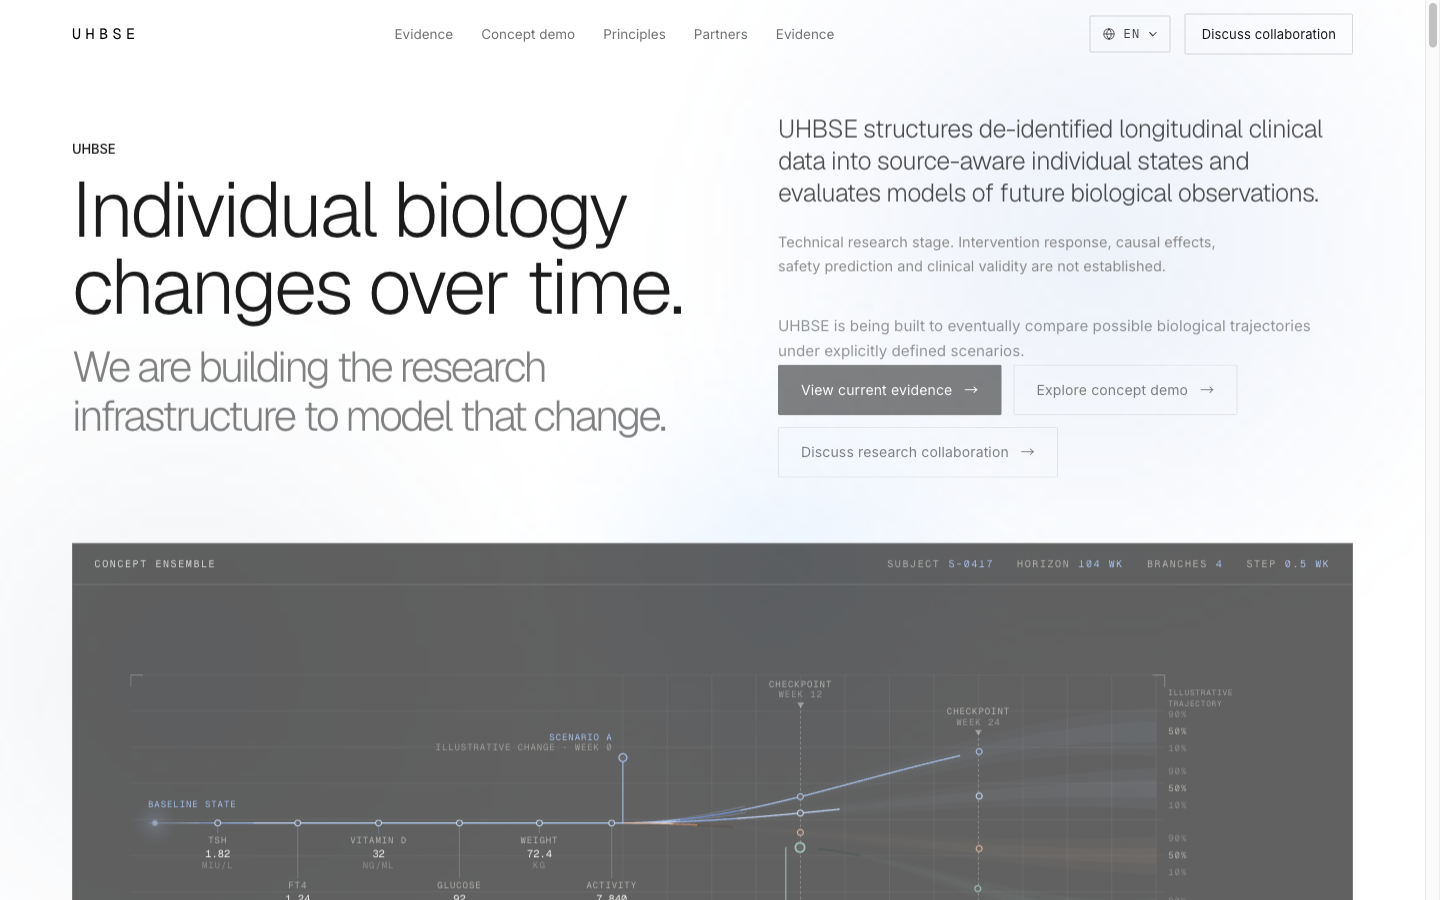 UHBSE
Evidence
Concept demo
Principles
Partners
Evidence
EN
Discuss collaboration
UHBSE
Individual biology
changes over time.
We are building the research
infrastructure to model that change.
UHBSE structures de-identified longitudinal clinical
data into source-aware individual states and
evaluates models of future biological observations.
Technical research stage. Intervention response, causal effects,
safety prediction and clinical validity are not established.
UHBSE is being built to eventually compare possible biological trajectories
under explicitly defined scenarios.
View current evidence →
Explore concept demo →
Discuss research collaboration →
CONCEPT ENSEMBLE
SUBJECT S-0417
HORIZON 104 WK
BRANCHES 4
STEP 0.5 WK
CHECKPOINT
WEEK 12
CHECKPOINT
WEEK 24
ILLUSTRATIVE
TRAJECTORY
90%
50%
10%
90%
50%
10%
90%
50%
10%
SCENARIO A
ILLUSTRATIVE CHANGE - WEEK 0
BASELINE STATE
TSH
1.82
MIU/L
VITAMIN D
32
NG/ML
WEIGHT
72.4
KG
FT4
1.24
GLUCOSE
92
ACTIVITY
7,840